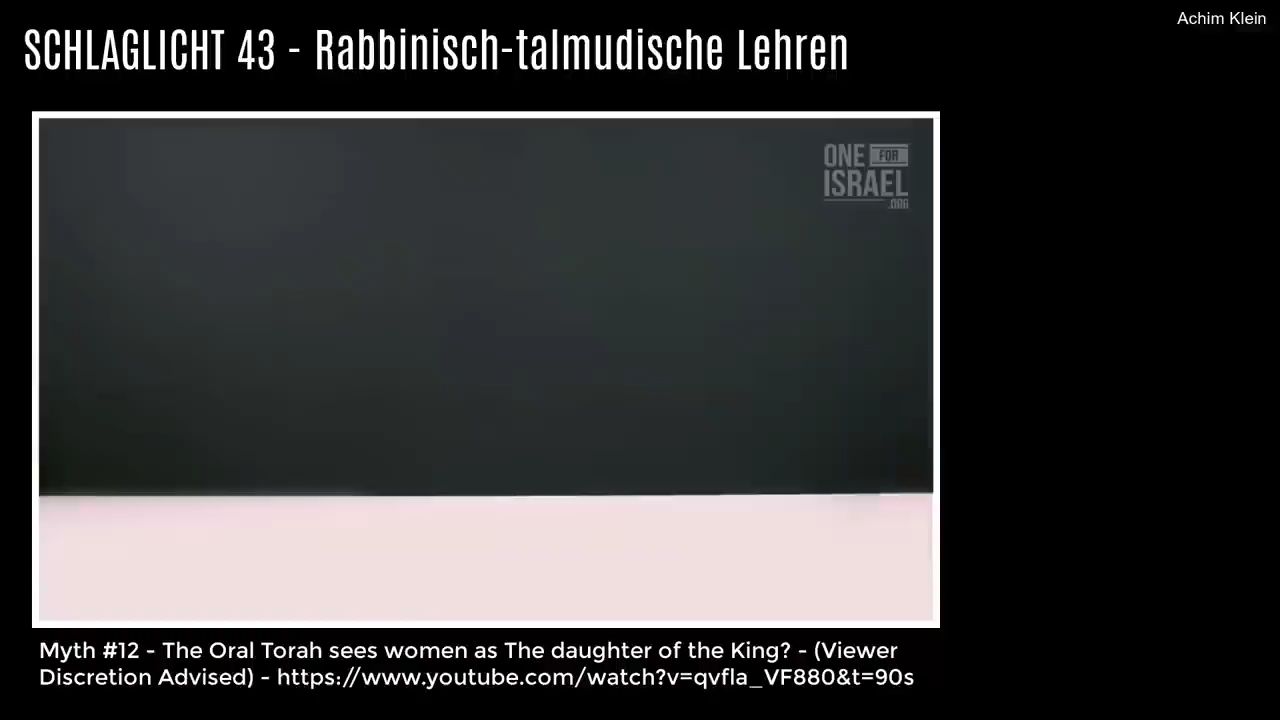 Achim Klein
SCHLAGLICHT 43 - Rabbinisch-talmudische Lehren
ONE FOR
ISRAEL
.ORG
Myth #12 - The Oral Torah sees women as The daughter of the King? - (Viewer
Discretion Advised) - https://www.youtube.com/watch?v=qvfla_VF880&t=90s